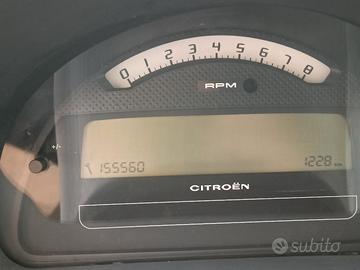 0 1 2 3 4 5 6 7 8
RPM
+/-
155560 1228 km
CITROËN
subito